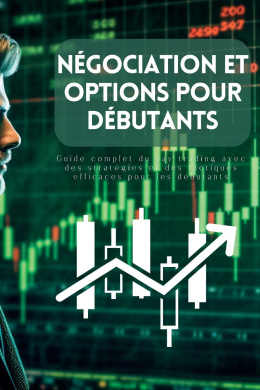 NÉGOCIATION ET
OPTIONS POUR
DÉBUTANTS
Guide complet du day trading avec
des stratégies et des tactiques
efficaces pour les débutants